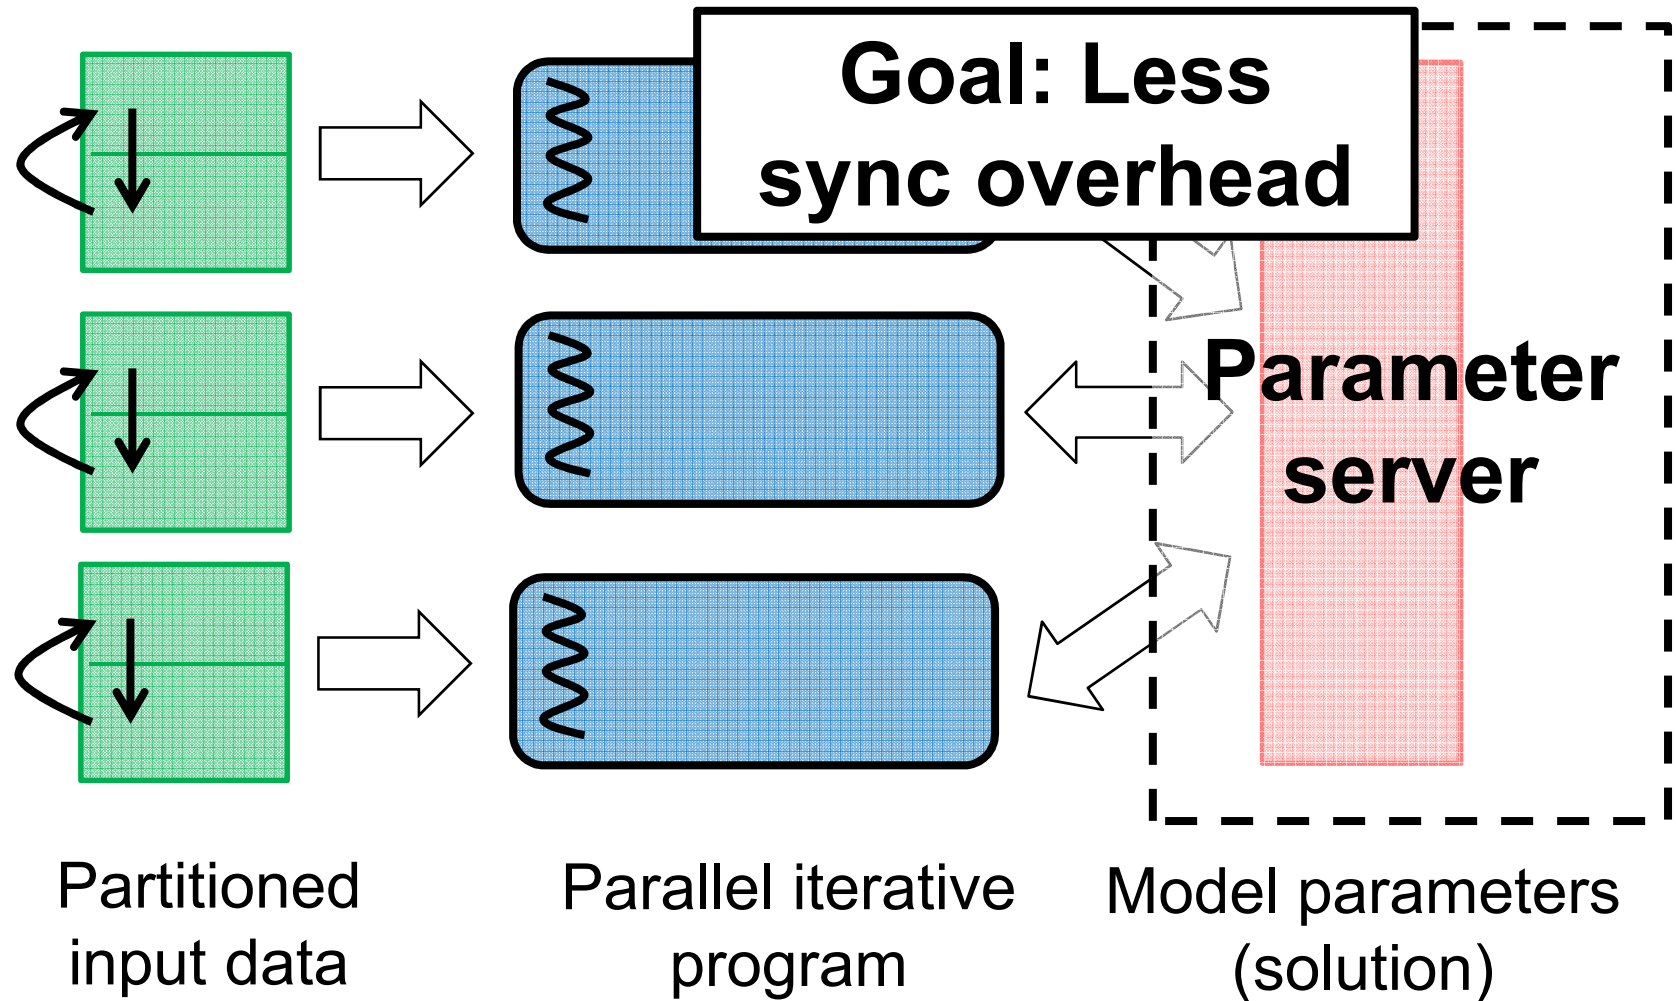 Goal: Less
sync overhead
Parameter
server
Partitioned
input data
Parallel iterative
program
Model parameters
(solution)